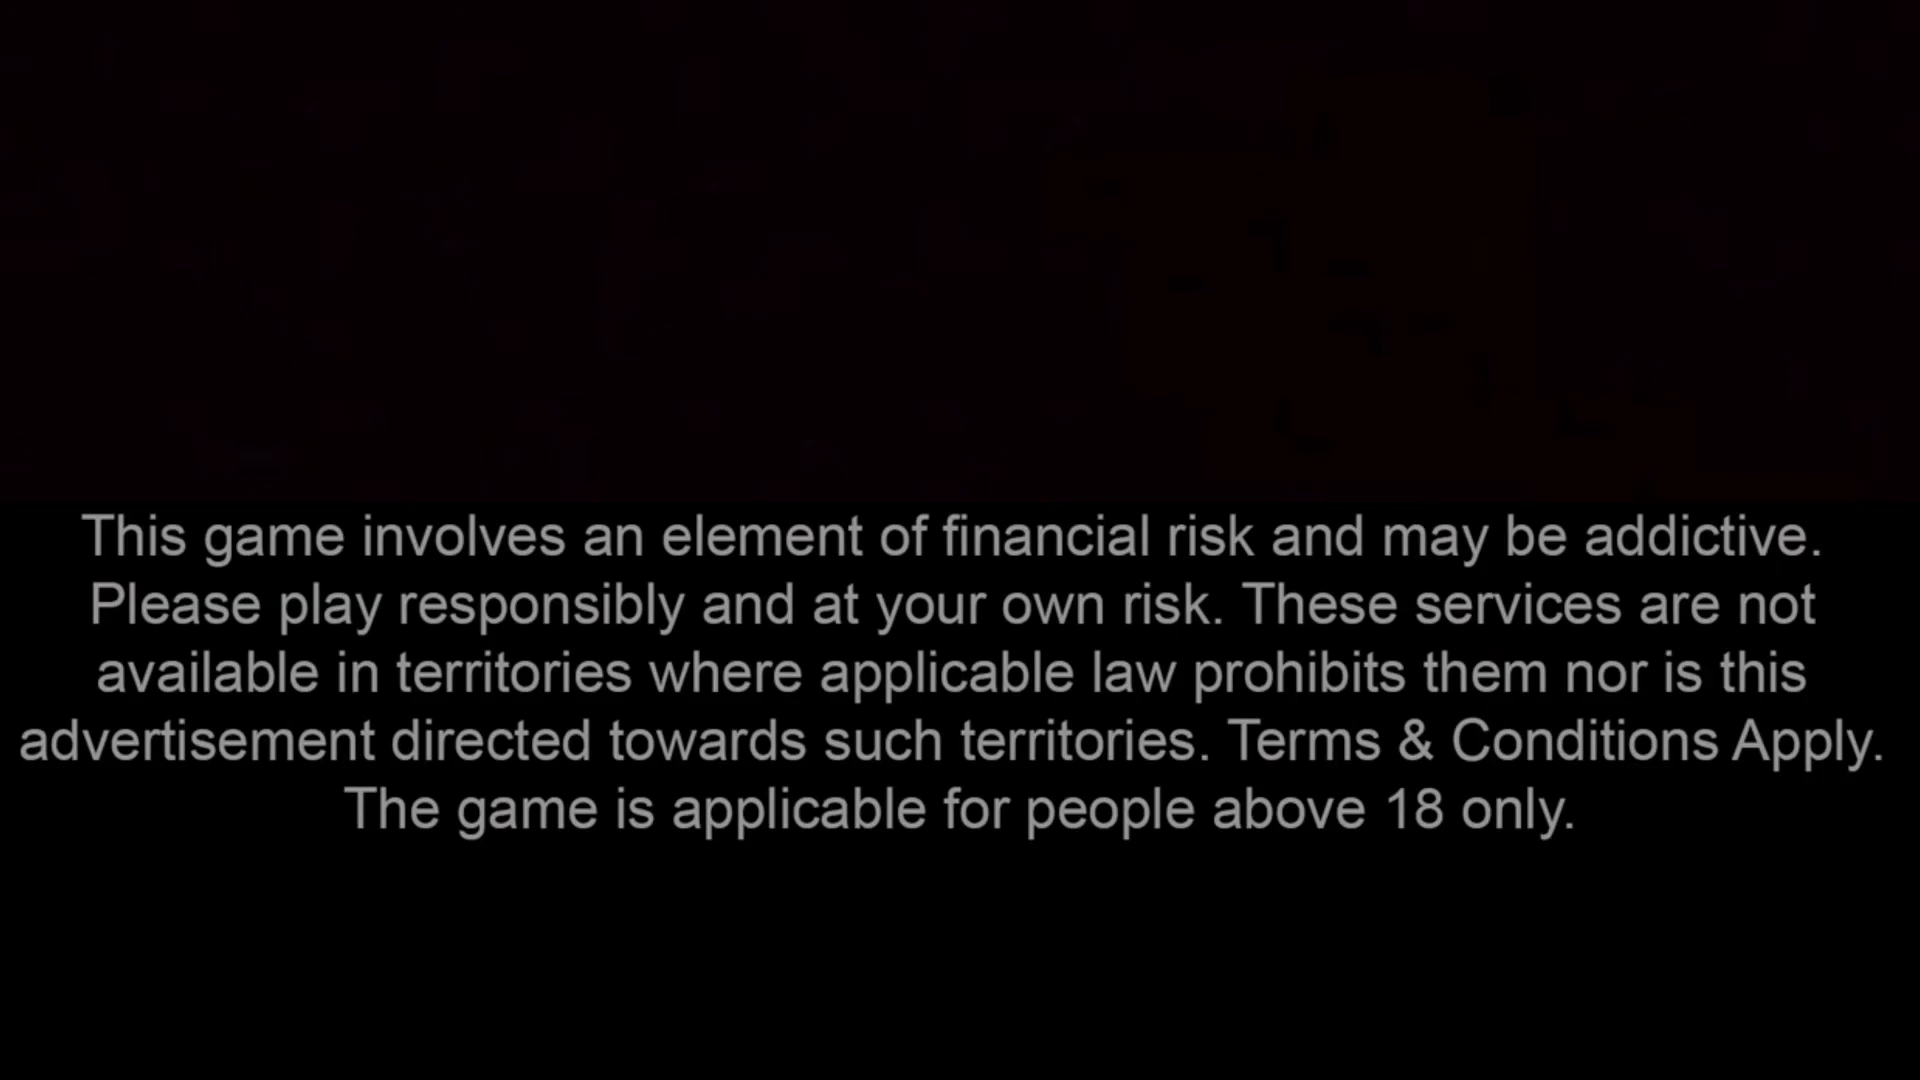 This game involves an element of financial risk and may be addictive.
Please play responsibly and at your own risk. These services are not
available in territories where applicable law prohibits them nor is this
advertisement directed towards such territories. Terms & Conditions Apply.
The game is applicable for people above 18 only.